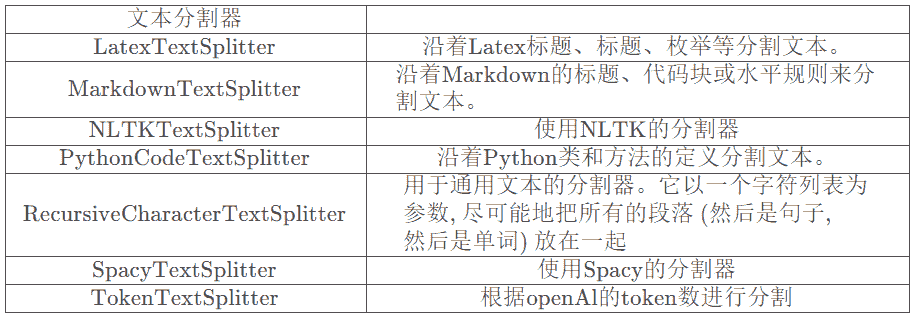 文本分割器
LatexTextSplitter 沿着Latex标题、标题、枚举等分割文本。
MarkdownTextSplitter 沿着Markdown的标题、代码块或水平规则来分
割文本。
NLTKTextSplitter 使用NLTK的分割器
PythonCodeTextSplitter 沿着Python类和方法的定义分割文本。
RecursiveCharacterTextSplitter 用于通用文本的分割器。它以一个字符列表为
参数, 尽可能地把所有的段落 (然后是句子,
然后是单词) 放在一起
SpacyTextSplitter 使用Spacy的分割器
TokenTextSplitter 根据openAl的token数进行分割